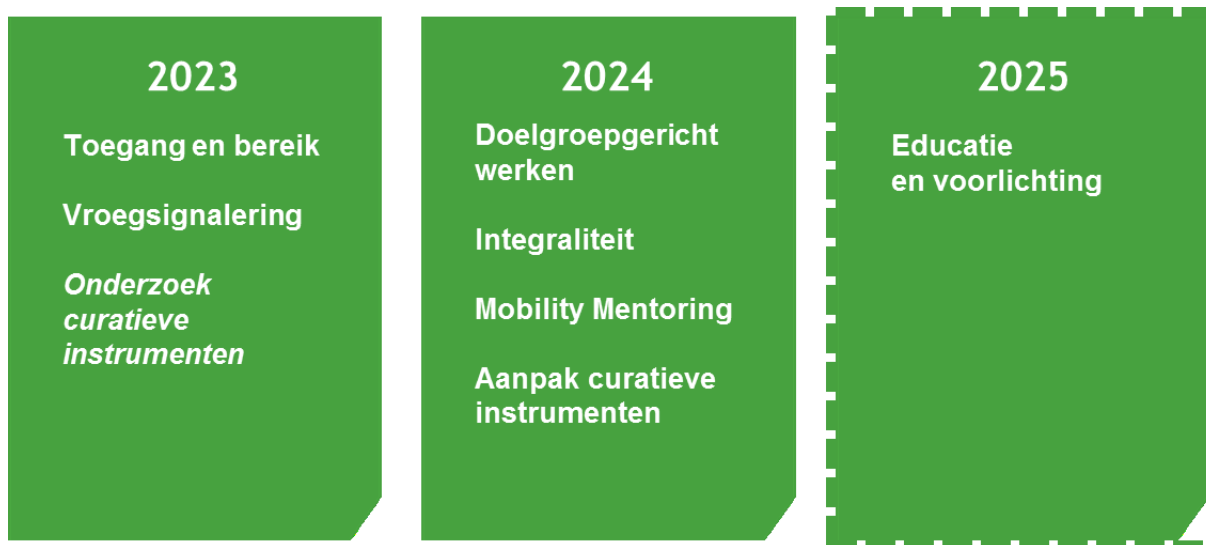 2023
Toegang en bereik
Vroegsignalering
Onderzoek
curatieve
instrumenten
2024
Doelgroepgericht
werken
Integraliteit
Mobility Mentoring
Aanpak curatieve
instrumenten
2025
Educatie
en voorlichting